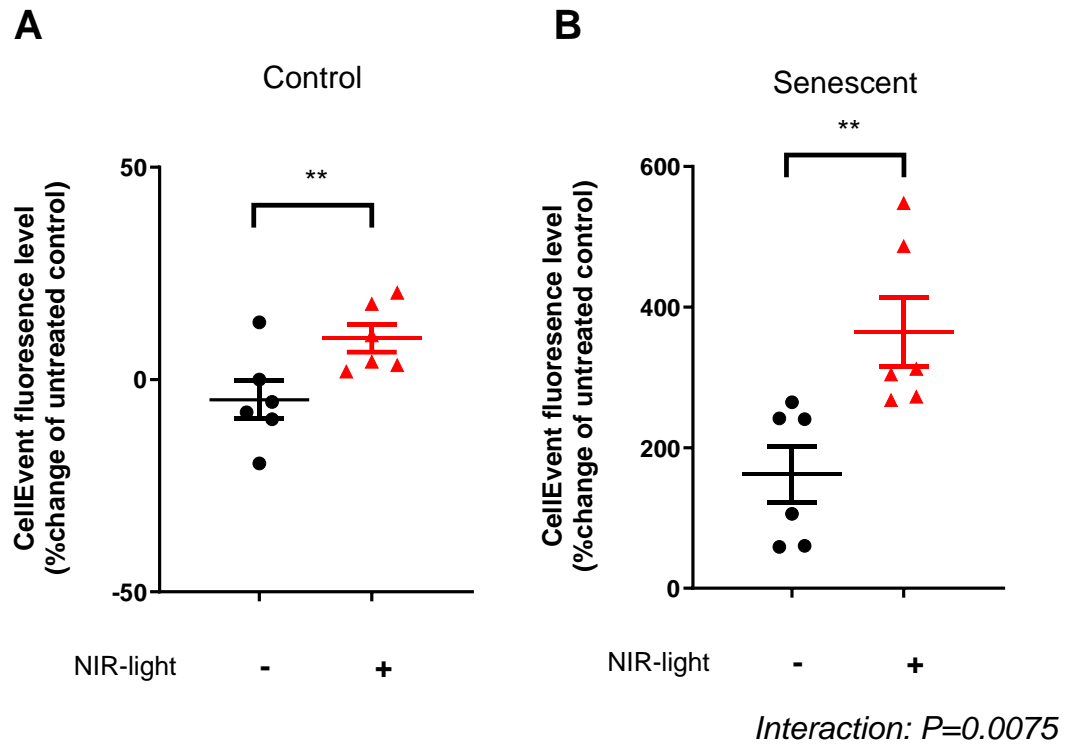 A
Control
CellEvent fluoresence level
(%change of untreated control)
50
0
-50
**
NIR-light - +
B
Senescent
CellEvent fluoresence level
(%change of untreated control)
600
400
200
0
**
NIR-light - +
Interaction: P=0.0075